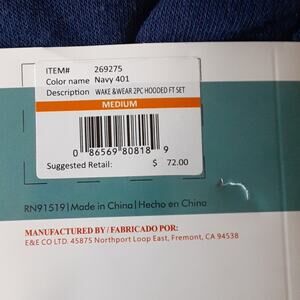 ITEM# 269275
Color name Navy 401
Description WAKE &WEAR 2PC HOODED FT SET
MEDIUM
0 86569 80818 9
Suggested Retail: $ 72.00
RN91519|Made in China|Hecho en China
MANUFACTURED BY / FABRICADO POR:
E&E CO LTD. 45875 Northport Loop East, Fremont, CA 94538